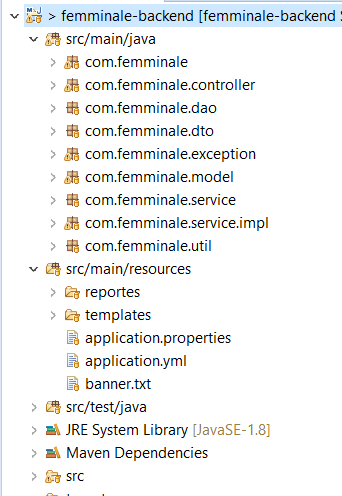 > femminale-backend [femminale-backend
src/main/java
com.femminale
com.femminale.controller
com.femminale.dao
com.femminale.dto
com.femminale.exception
com.femminale.model
com.femminale.service
com.femminale.service.impl
com.femminale.util
src/main/resources
reportes
templates
application.properties
application.yml
banner.txt
src/test/java
JRE System Library [JavaSE-1.8]
Maven Dependencies
src